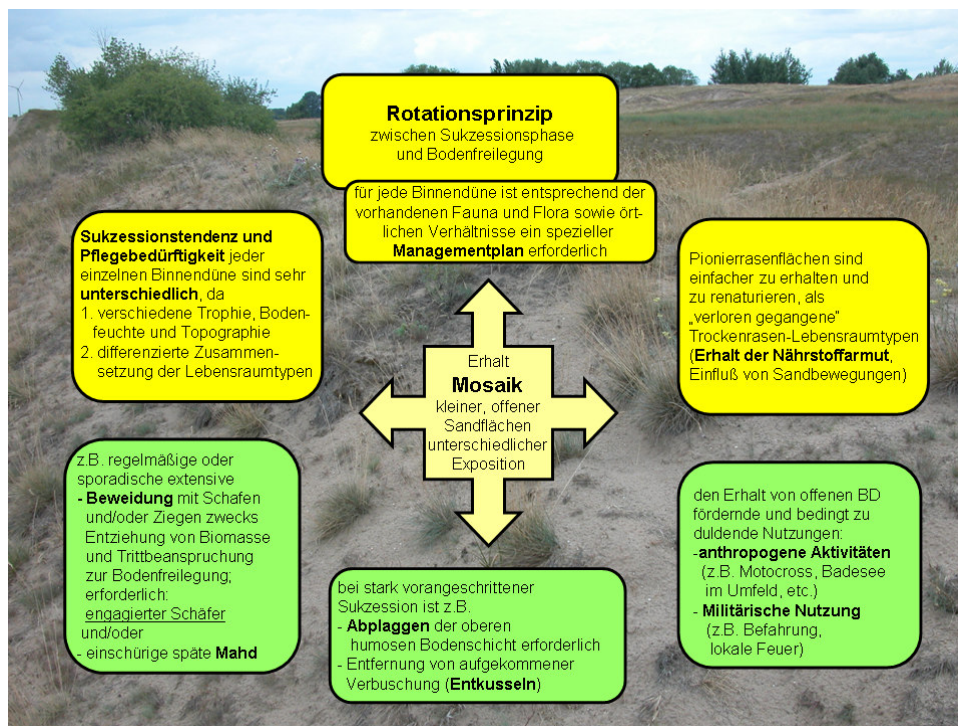 Rotationsprinzip
zwischen Sukzessionsphase
und Bodenfreilegung
für jede Binnendüne ist entsprechend der
vorhandenen Fauna und Flora sowie ört-
lichen Verhältnisse ein spezieller
Managementplan erforderlich
Sukzessionstendenz und
Pflegebedürftigkeit jeder
einzelnen Binnendüne sind sehr
unterschiedlich, da
1. verschiedene Trophie, Boden-
feuchte und Topographie
2. differenzierte Zusammen-
setzung der Lebensraumtypen
Pionierrasenflächen sind
einfacher zu erhalten und
zu renaturieren, als
„verloren gegangene“
Trockenrasen-Lebensraumtypen
(Erhalt der Nährstoffarmut,
Einfluß von Sandbewegungen)
Erhalt
Mosaik
kleiner, offener
Sandflächen
unterschiedlicher
Exposition
z.B. regelmäßige oder
sporadische extensive
- Beweidung mit Schafen
und/oder Ziegen zwecks
Entziehung von Biomasse
und Trittbeanspruchung
zur Bodenfreilegung;
erforderlich:
engagierter Schäfer
und/oder
- einschürige späte Mahd
bei stark vorangeschrittener
Sukzession ist z.B.
- Abplaggen der oberen
humosen Bodenschicht erforderlich
- Entfernung von aufgekommener
Verbuschung (Entkusseln)
den Erhalt von offenen BD
fördernde und bedingt zu
duldende Nutzungen:
-anthropogene Aktivitäten
(z.B. Motocross, Badesee
im Umfeld, etc.)
- Militärische Nutzung
(z.B. Befahrung,
lokale Feuer)